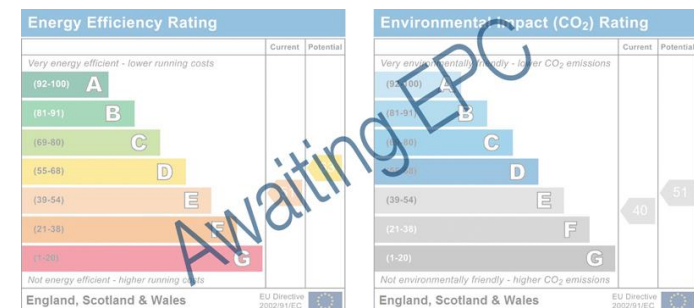 Energy Efficiency Rating
Current Potential
Very energy efficient - lower running costs
(92-100) A
(81-91) B
(69-80) C
(55-68) D
(39-54) E
(21-38) F
(1-20) G
Not energy efficient - higher running costs
England, Scotland & Wales
EU Directive
2002/91/EC
Environmental Impact (CO₂) Rating
Current Potential
Very environmentally friendly - lower CO₂ emissions
(92-100) A
(81-91) B
C
D
(39-54) E
(21-38) F
(1-20) G
40
51
Not environmentally friendly - higher CO₂ emissions
England, Scotland & Wales
EU Directive
2002/91/EC
Awaiting EPC